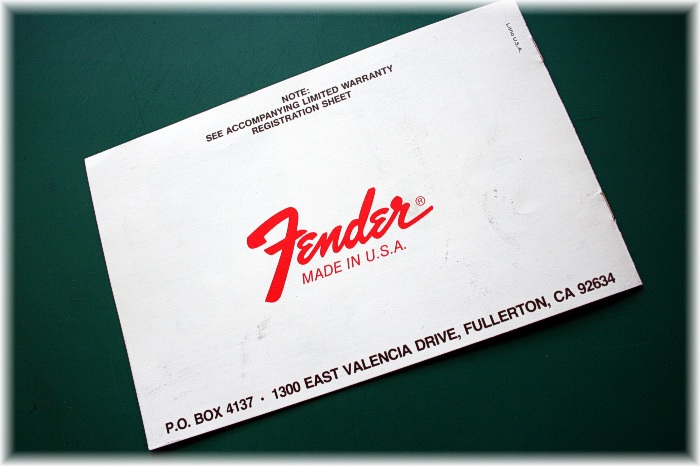 Litho U.S.A.
NOTE:
SEE ACCOMPANYING LIMITED WARRANTY
REGISTRATION SHEET
Fender®
MADE IN U.S.A.
P.O. BOX 4137 · 1300 EAST VALENCIA DRIVE, FULLERTON, CA 92634